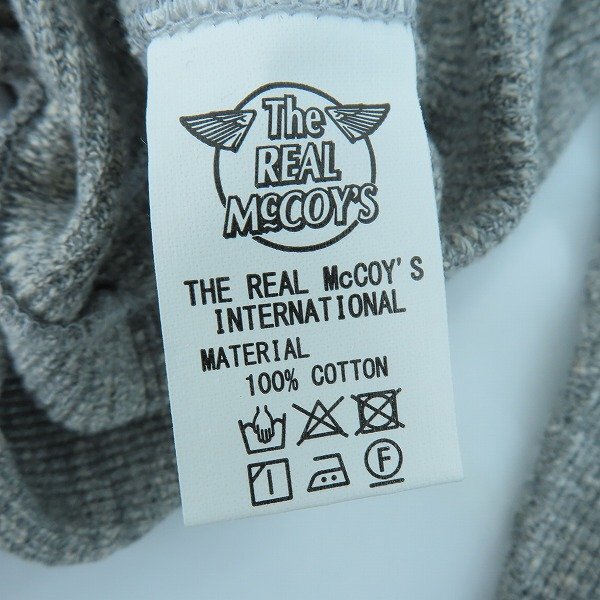 The
REAL
McCOY'S
THE REAL McCOY'S
INTERNATIONAL
MATERIAL
100% COTTON
F